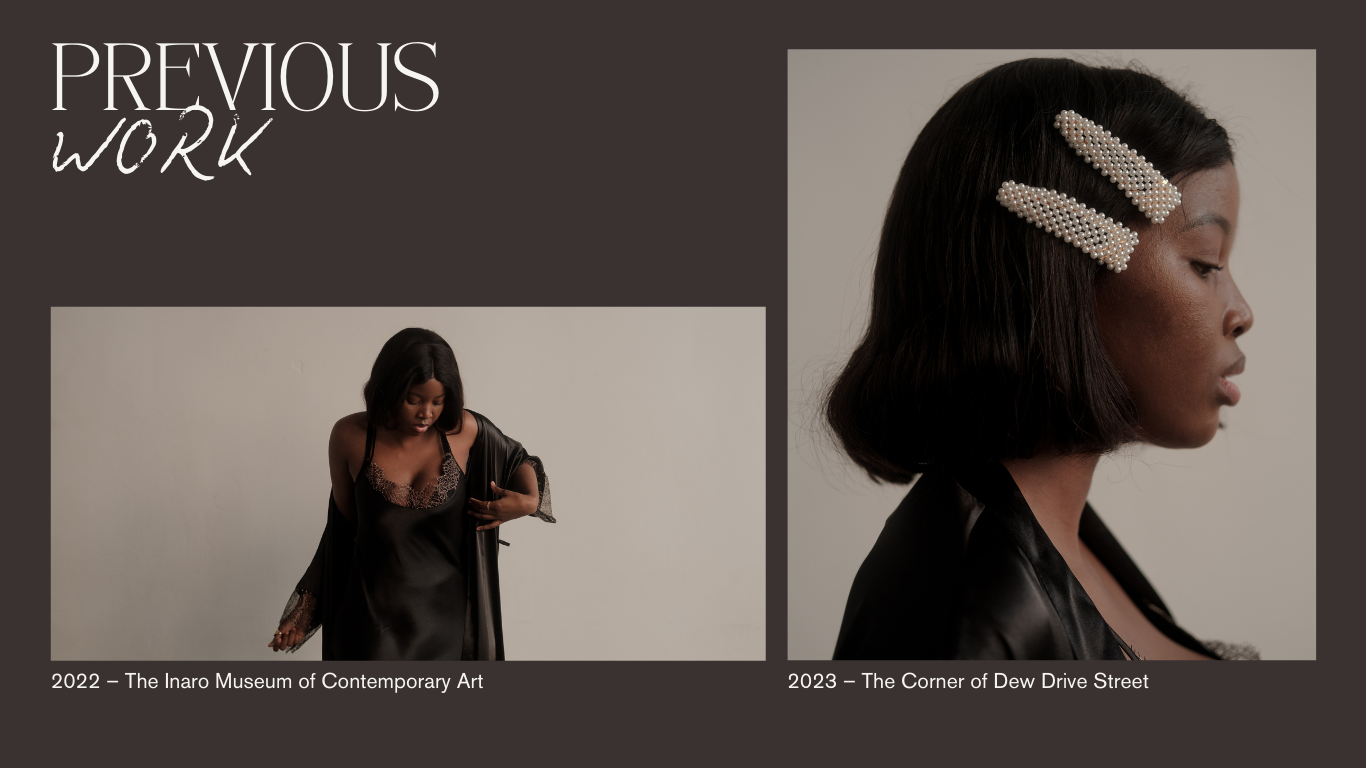 PREVIOUS
WORK
2022 – The Inaro Museum of Contemporary Art
2023 – The Corner of Dew Drive Street